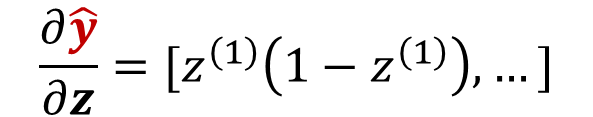 ∂ŷ/∂z = [z⁽¹⁾(1 − z⁽¹⁾), … ]